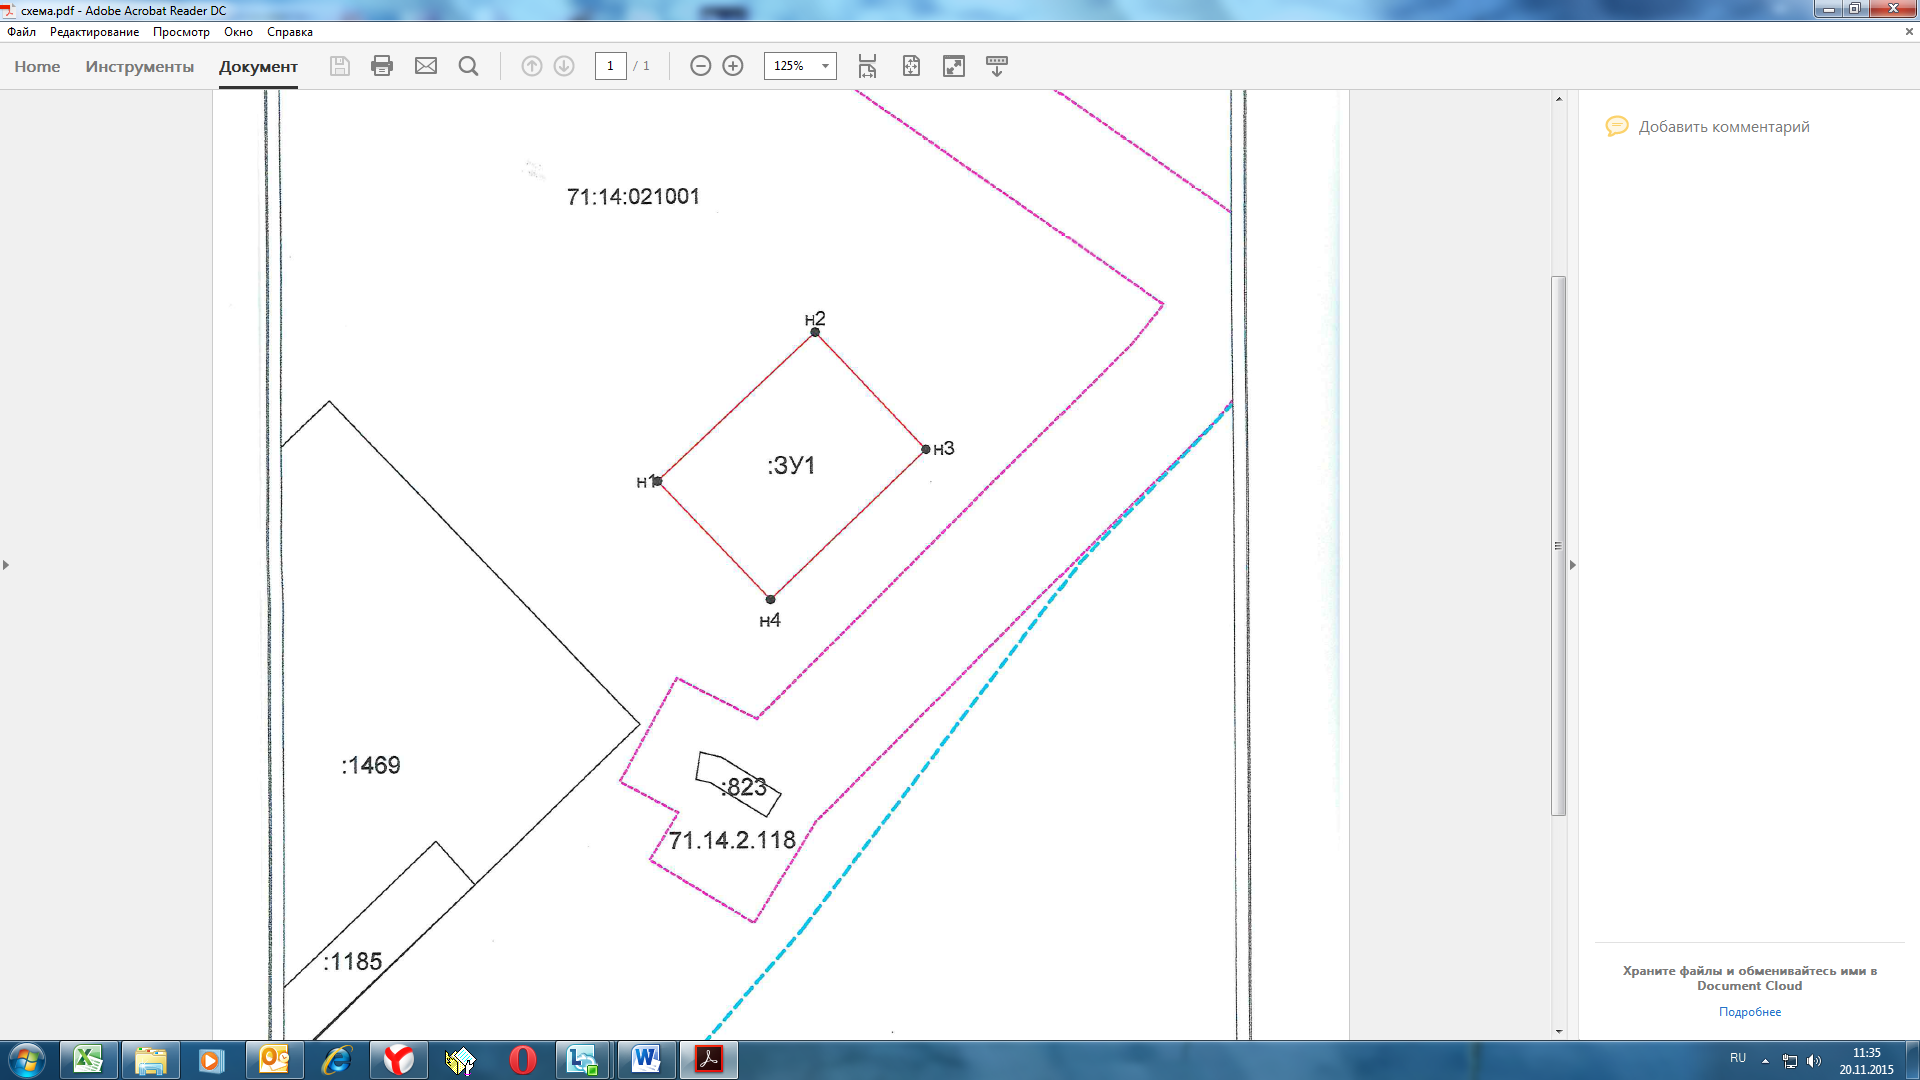 схема.pdf - Adobe Acrobat Reader DC
Файл Редактирование Просмотр Окно Справка
Home Инструменты Документ 1 / 1 125%
Добавить комментарий
71:14:021001
н2
н3
:ЗУ1
н1
н4
:1469
:823
71.14.2.118
:1185
Храните файлы и обменивайтесь ими в
Document Cloud
Подробнее
RU 11:35
20.11.2015